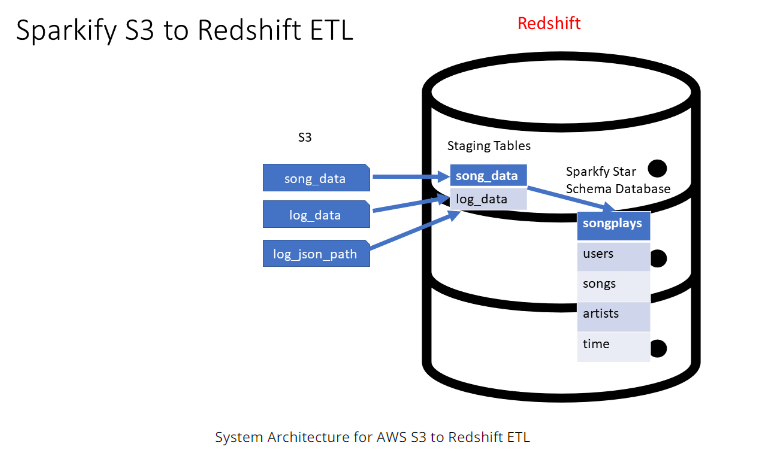 Sparkify S3 to Redshift ETL
Redshift
S3
song_data
log_data
log_json_path
Staging Tables
song_data
log_data
Sparkfy Star
Schema Database
songplays
users
songs
artists
time
System Architecture for AWS S3 to Redshift ETL